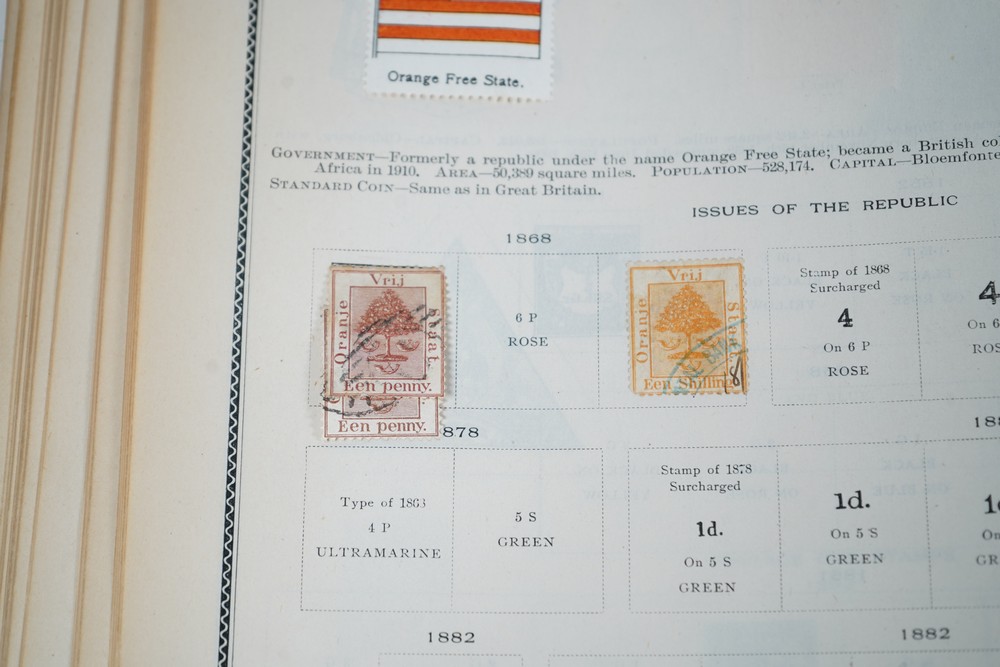 Orange Free State.
GOVERNMENT—Formerly a republic under the name Orange Free State; became a British
Africa in 1910. AREA—50,389 square miles. POPULATION—528,174. CAPITAL—
STANDARD COIN—Same as in Great Britain.
ISSUES OF THE REPUBLIC
1868
Vrij
Oranje
Staat.
Een penny.
Een penny.
6 P
ROSE
Vrij
Oranje
Staat
Een Shilling
18
Stamp of 1868
Surcharged
4
On 6 P
ROSE
4
On 6
878
Type of 1863
4 P
ULTRAMARINE
5 S
GREEN
Stamp of 1878
Surcharged
1d.
On 5 S
GREEN
1d.
On 5 S
GREEN
On
1882
1882